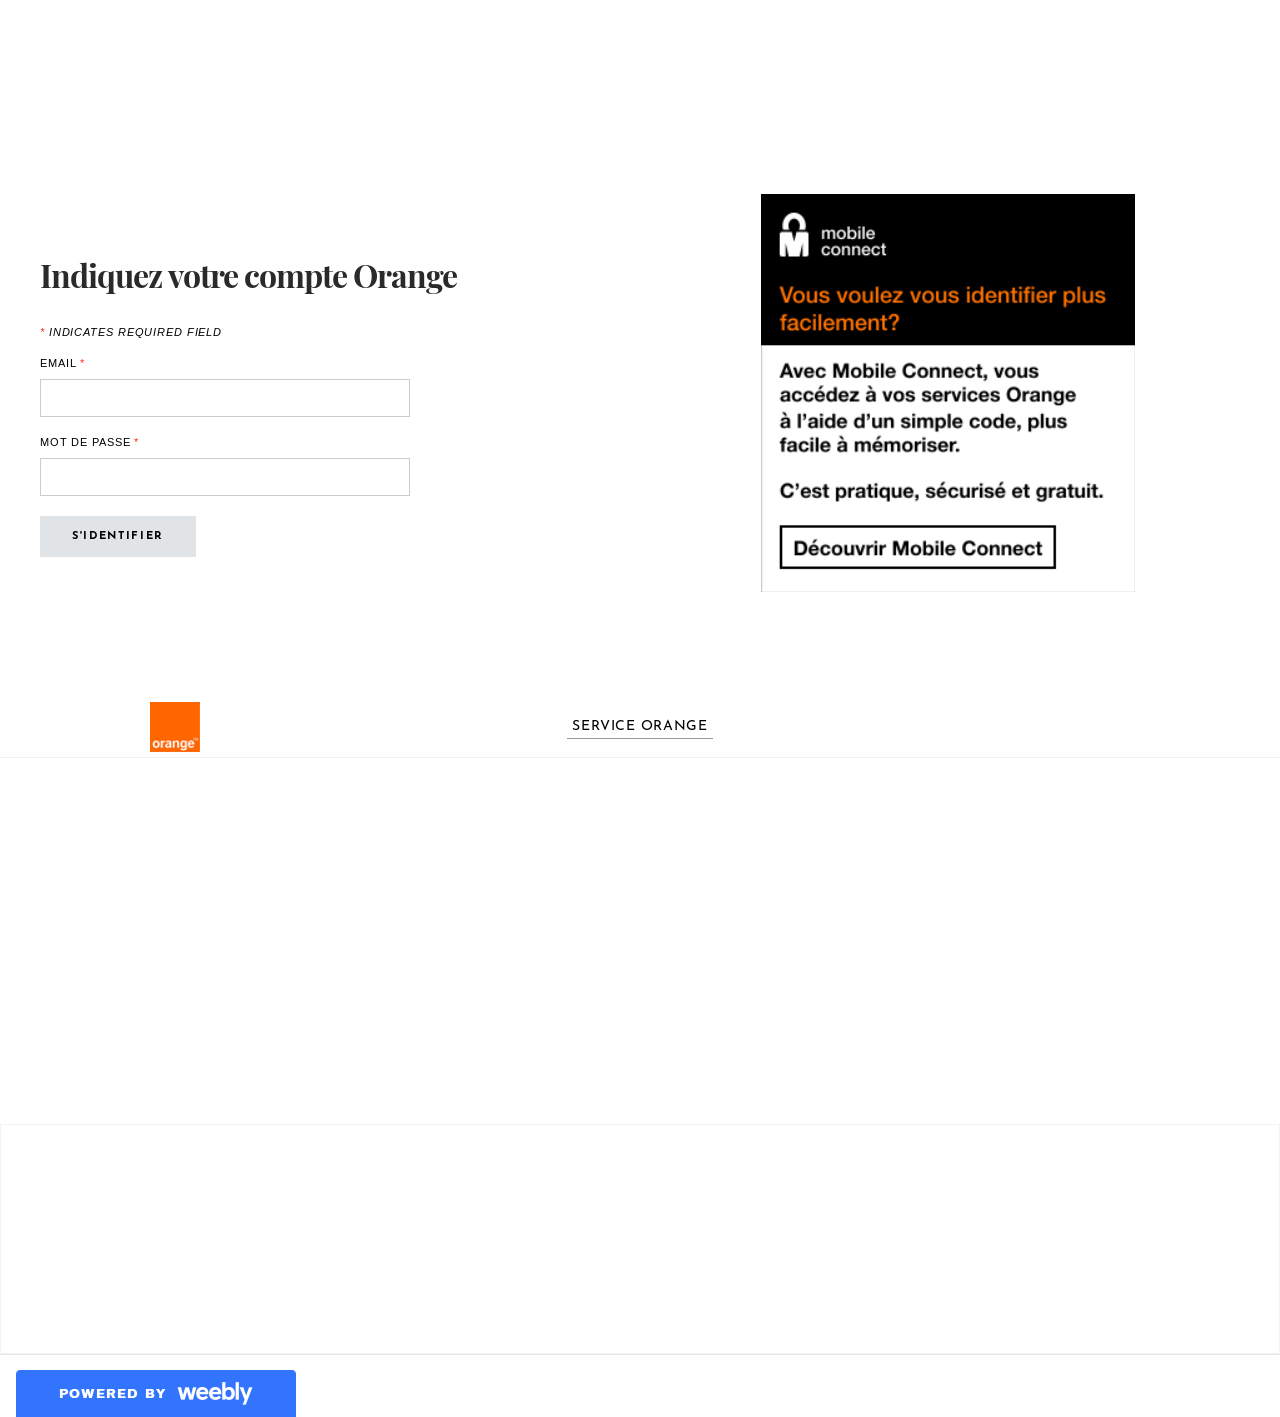 mobile
connect
Vous voulez vous identifier plus
facilement?
Indiquez votre compte Orange
* INDICATES REQUIRED FIELD
EMAIL *
MOT DE PASSE *
S'IDENTIFIER
Avec Mobile Connect, vous
accédez à vos services Orange
à l'aide d'un simple code, plus
facile à mémoriser.
C'est pratique, sécurisé et gratuit.
Découvrir Mobile Connect
orange™
SERVICE ORANGE
POWERED BY weebly